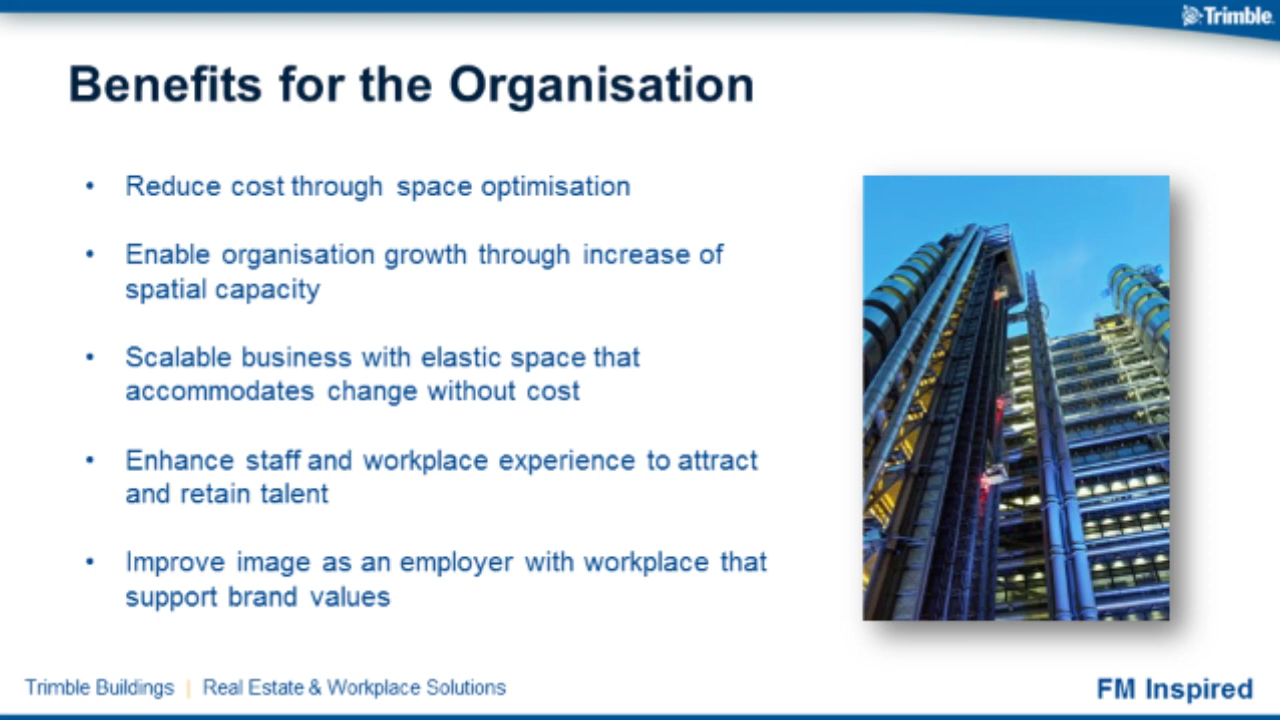 Trimble
Benefits for the Organisation
• Reduce cost through space optimisation
• Enable organisation growth through increase of
spatial capacity
• Scalable business with elastic space that
accommodates change without cost
• Enhance staff and workplace experience to attract
and retain talent
• Improve image as an employer with workplace that
support brand values
Trimble Buildings | Real Estate & Workplace Solutions
FM Inspired